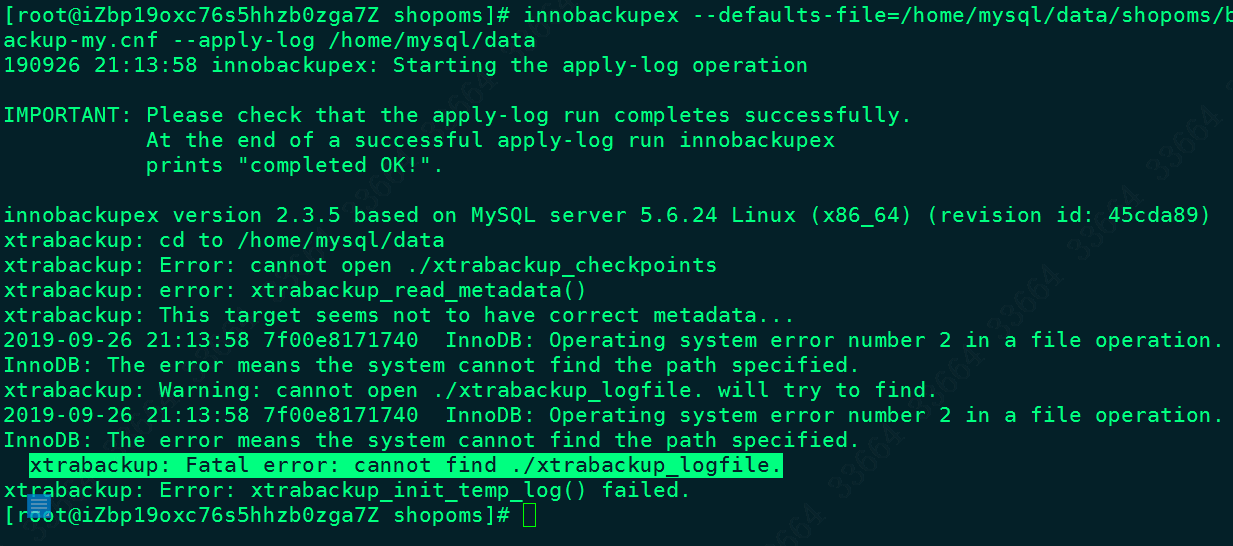 [root@iZbp19oxc76s5hhzb0zga7Z shopoms]# innobackupex --defaults-file=/home/mysql/data/shopoms/b
ackup-my.cnf --apply-log /home/mysql/data
190926 21:13:58 innobackupex: Starting the apply-log operation
IMPORTANT: Please check that the apply-log run completes successfully.
At the end of a successful apply-log run innobackupex
prints "completed OK!".
innobackupex version 2.3.5 based on MySQL server 5.6.24 Linux (x86_64) (revision id: 45cda89)
xtrabackup: cd to /home/mysql/data
xtrabackup: Error: cannot open ./xtrabackup_checkpoints
xtrabackup: error: xtrabackup_read_metadata()
xtrabackup: This target seems not to have correct metadata...
2019-09-26 21:13:58 7f00e8171740  InnoDB: Operating system error number 2 in a file operation.
InnoDB: The error means the system cannot find the path specified.
xtrabackup: Warning: cannot open ./xtrabackup_logfile. will try to find.
2019-09-26 21:13:58 7f00e8171740  InnoDB: Operating system error number 2 in a file operation.
InnoDB: The error means the system cannot find the path specified.
xtrabackup: Fatal error: cannot find ./xtrabackup_logfile.
xtrabackup: Error: xtrabackup_init_temp_log() failed.
[root@iZbp19oxc76s5hhzb0zga7Z shopoms]#
33664 33664 33664 33664